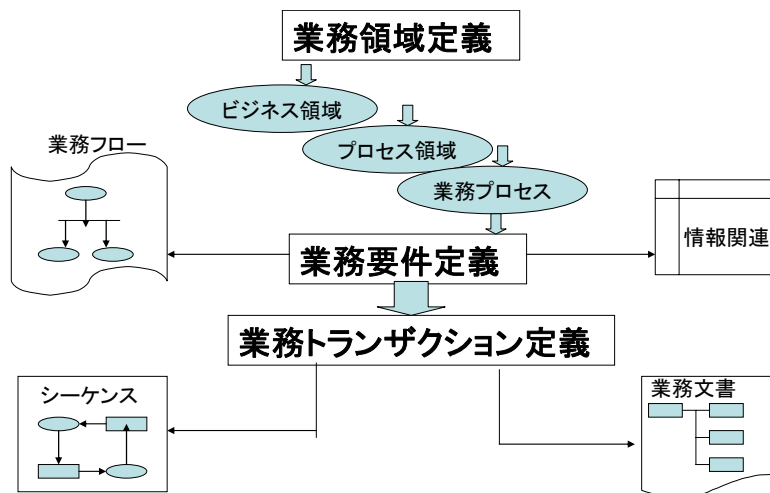 業務領域定義
ビジネス領域
業務フロー
プロセス領域
業務プロセス
情報関連
業務要件定義
業務トランザクション定義
シーケンス
業務文書